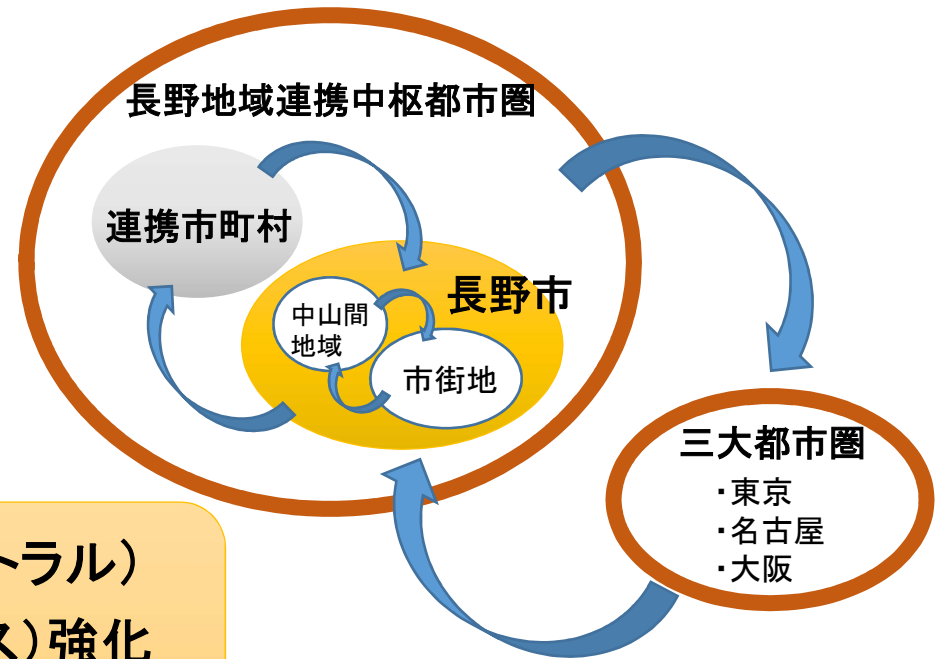 長野地域連携中枢都市圏
連携市町村
長野市
中山間
地域
市街地
三大都市圏
・東京
・名古屋
・大阪
トラル）
ス）強化